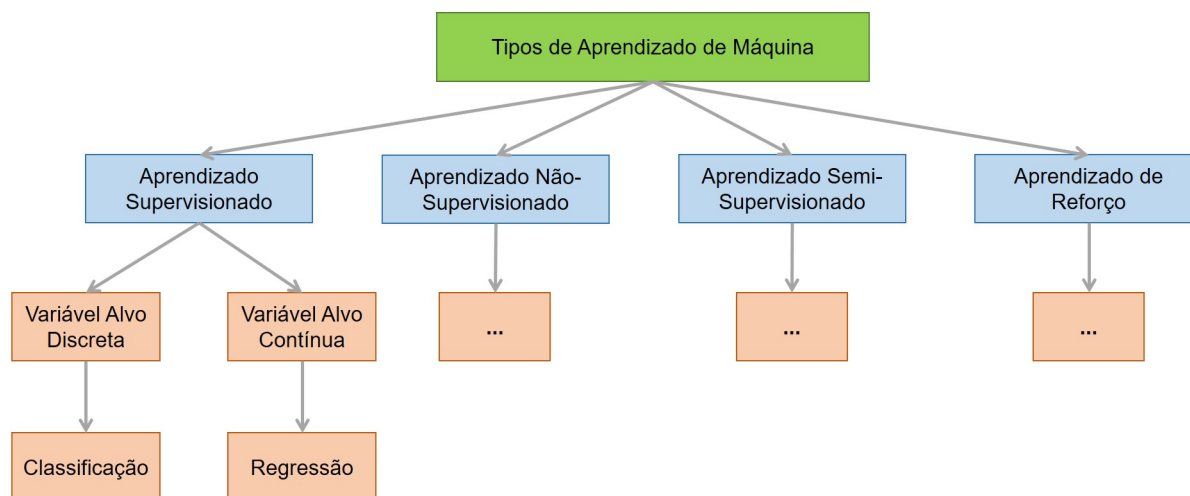 Tipos de Aprendizado de Máquina
Aprendizado
Supervisionado
Aprendizado Não-
Supervisionado
Aprendizado Semi-
Supervisionado
Aprendizado de
Reforço
Variável Alvo
Discreta
Variável Alvo
Contínua
...
...
...
Classificação
Regressão